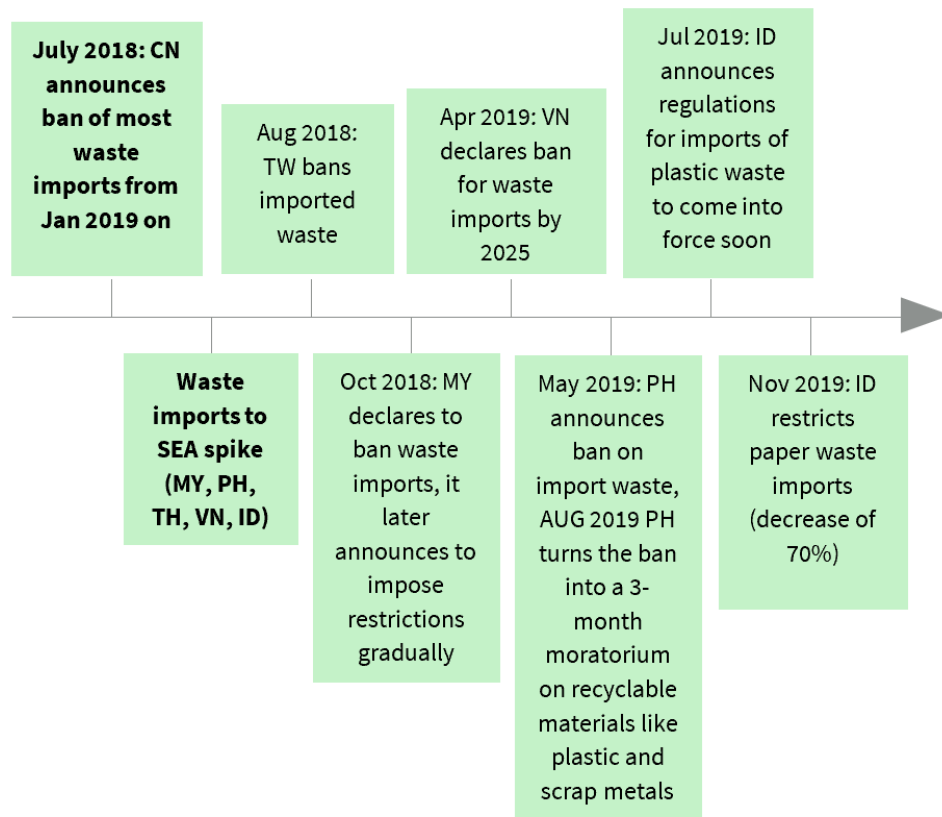 July 2018: CN
announces
ban of most
waste
imports from
Jan 2019 on
Waste
imports to
SEA spike
(MY, PH,
TH, VN, ID)
Aug 2018:
TW bans
imported
waste
Oct 2018: MY
declares to
ban waste
imports, it
later
announces to
impose
restrictions
gradually
Apr 2019: VN
declares ban
for waste
imports by
2025
May 2019: PH
announces
ban on
import waste,
AUG 2019 PH
turns the ban
into a 3-
month
moratorium
on recyclable
materials like
plastic and
scrap metals
Jul 2019: ID
announces
regulations
for imports of
plastic waste
to come into
force soon
Nov 2019: ID
restricts
paper waste
imports
(decrease of
70%)